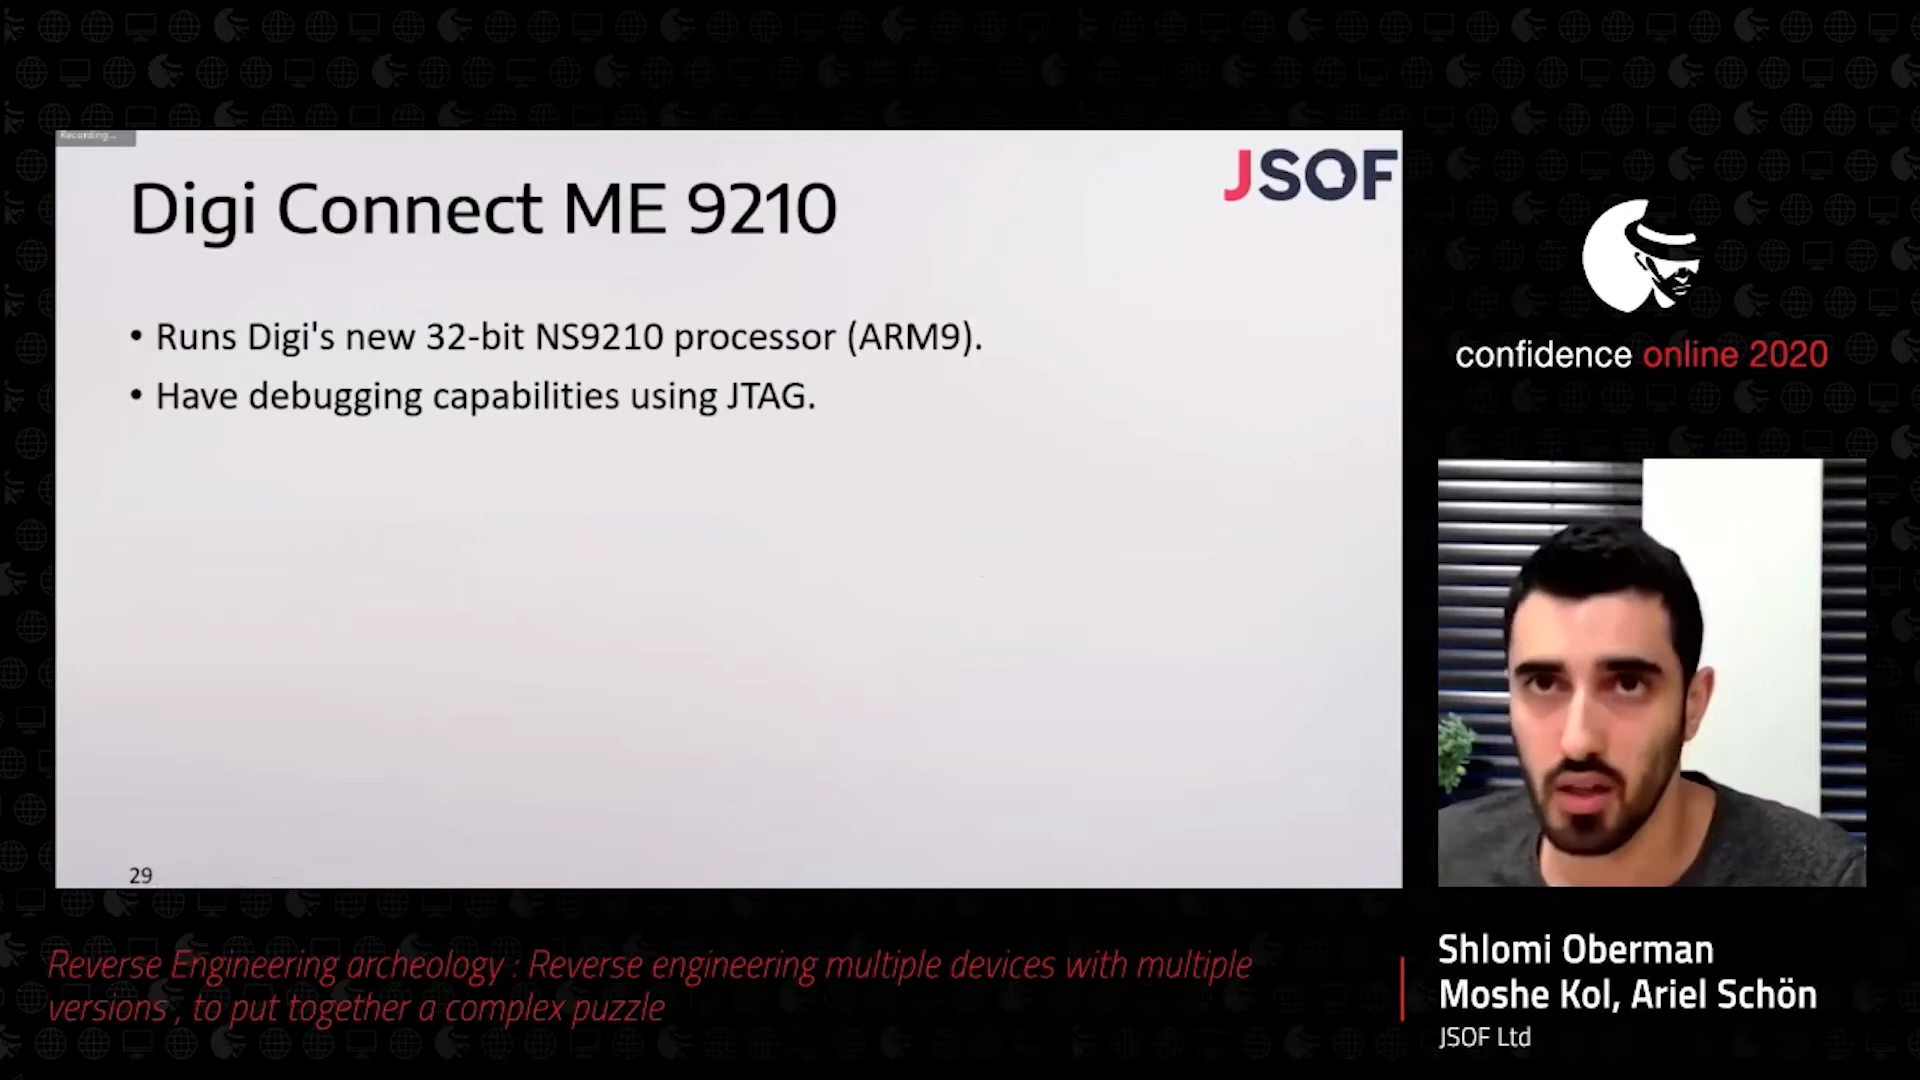 Recording...
JSOF
Digi Connect ME 9210
• Runs Digi's new 32-bit NS9210 processor (ARM9).
• Have debugging capabilities using JTAG.
29
confidence online 2020
Reverse Engineering archeology : Reverse engineering multiple devices with multiple
versions , to put together a complex puzzle
Shlomi Oberman
Moshe Kol, Ariel Schön
JSOF Ltd